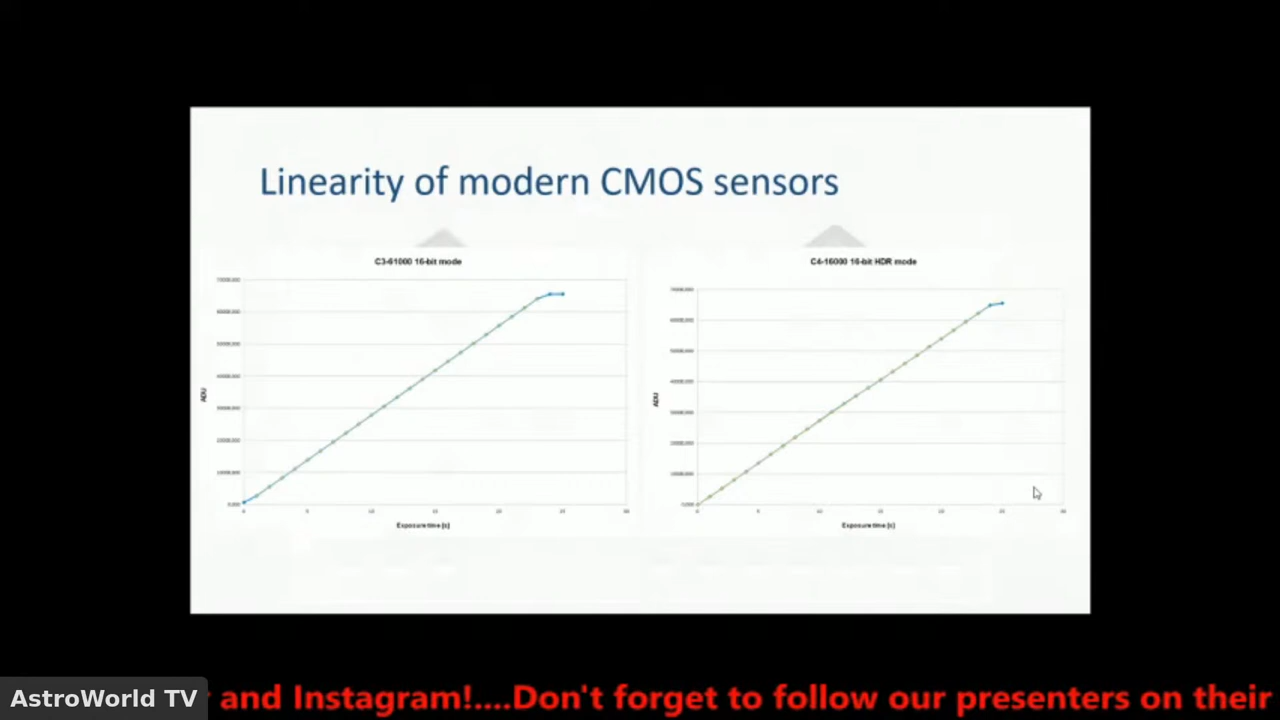 Linearity of modern CMOS sensors
C3-61000 16-bit mode
C4-16000 16-bit HDR mode
ADU
ADU
Exposure time [s]
Exposure time [s]
AstroWorld TV
and Instagram!....Don't forget to follow our presenters on their